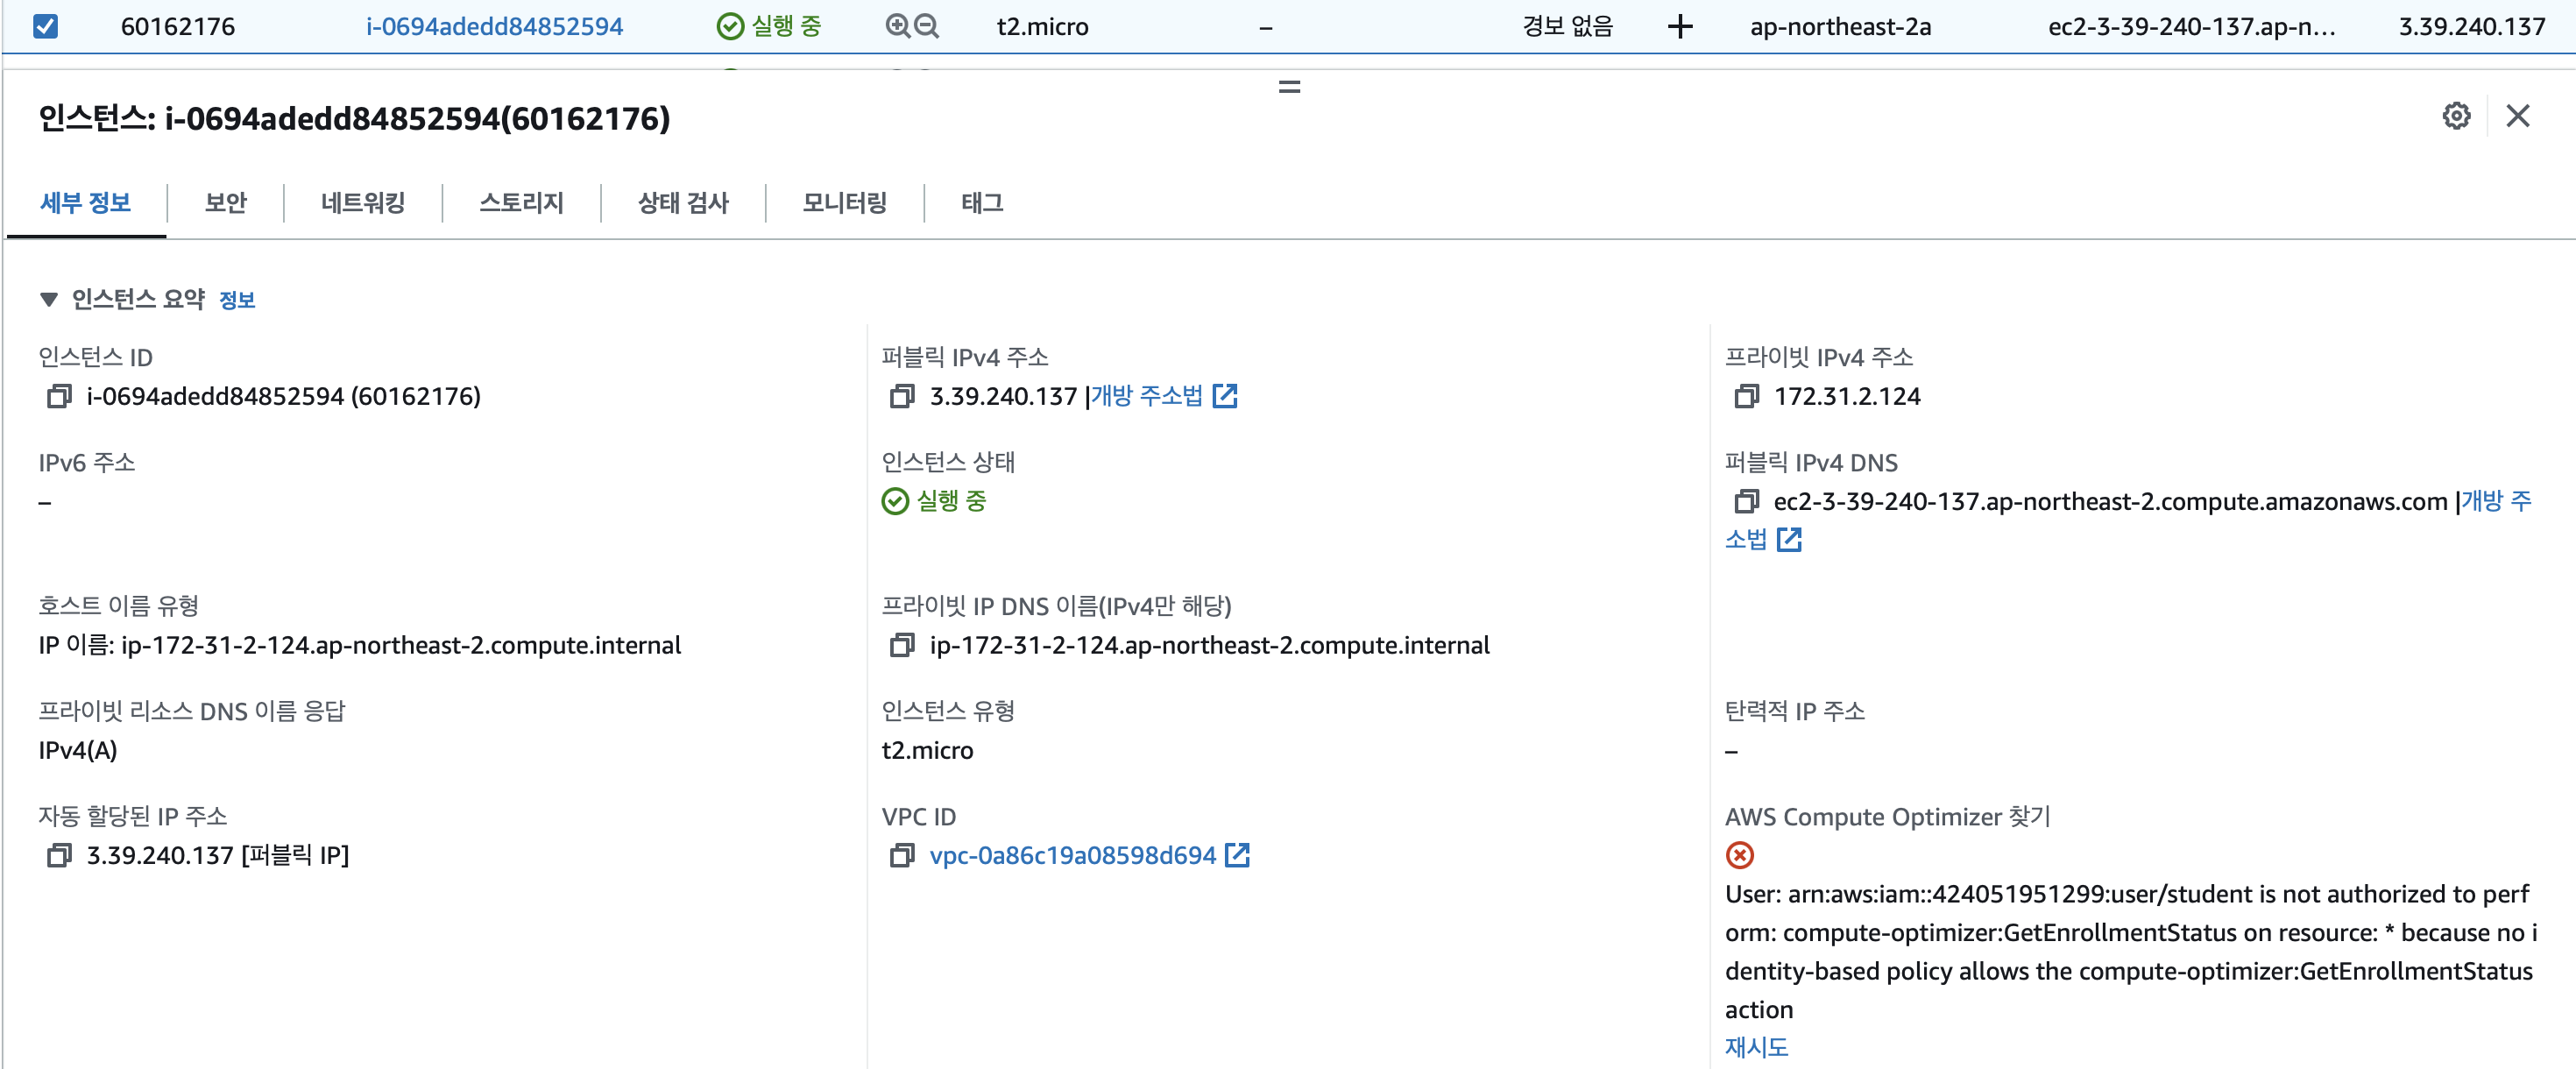 60162176 i-0694adedd84852594 실행 중 t2.micro – 경보 없음 + ap-northeast-2a ec2-3-39-240-137.ap-n... 3.39.240.137
인스턴스: i-0694adedd84852594(60162176)
세부 정보 보안 네트워킹 스토리지 상태 검사 모니터링 태그
인스턴스 요약 정보
인스턴스 ID
i-0694adedd84852594 (60162176)
퍼블릭 IPv4 주소
3.39.240.137 |개방 주소법
프라이빗 IPv4 주소
172.31.2.124
IPv6 주소
–
인스턴스 상태
실행 중
퍼블릭 IPv4 DNS
ec2-3-39-240-137.ap-northeast-2.compute.amazonaws.com |개방 주
소법
호스트 이름 유형
IP 이름: ip-172-31-2-124.ap-northeast-2.compute.internal
프라이빗 IP DNS 이름(IPv4만 해당)
ip-172-31-2-124.ap-northeast-2.compute.internal
프라이빗 리소스 DNS 이름 응답
IPv4(A)
인스턴스 유형
t2.micro
탄력적 IP 주소
–
자동 할당된 IP 주소
3.39.240.137 [퍼블릭 IP]
VPC ID
vpc-0a86c19a08598d694
AWS Compute Optimizer 찾기
User: arn:aws:iam::424051951299:user/student is not authorized to perf
orm: compute-optimizer:GetEnrollmentStatus on resource: * because no i
dentity-based policy allows the compute-optimizer:GetEnrollmentStatus
action
재시도